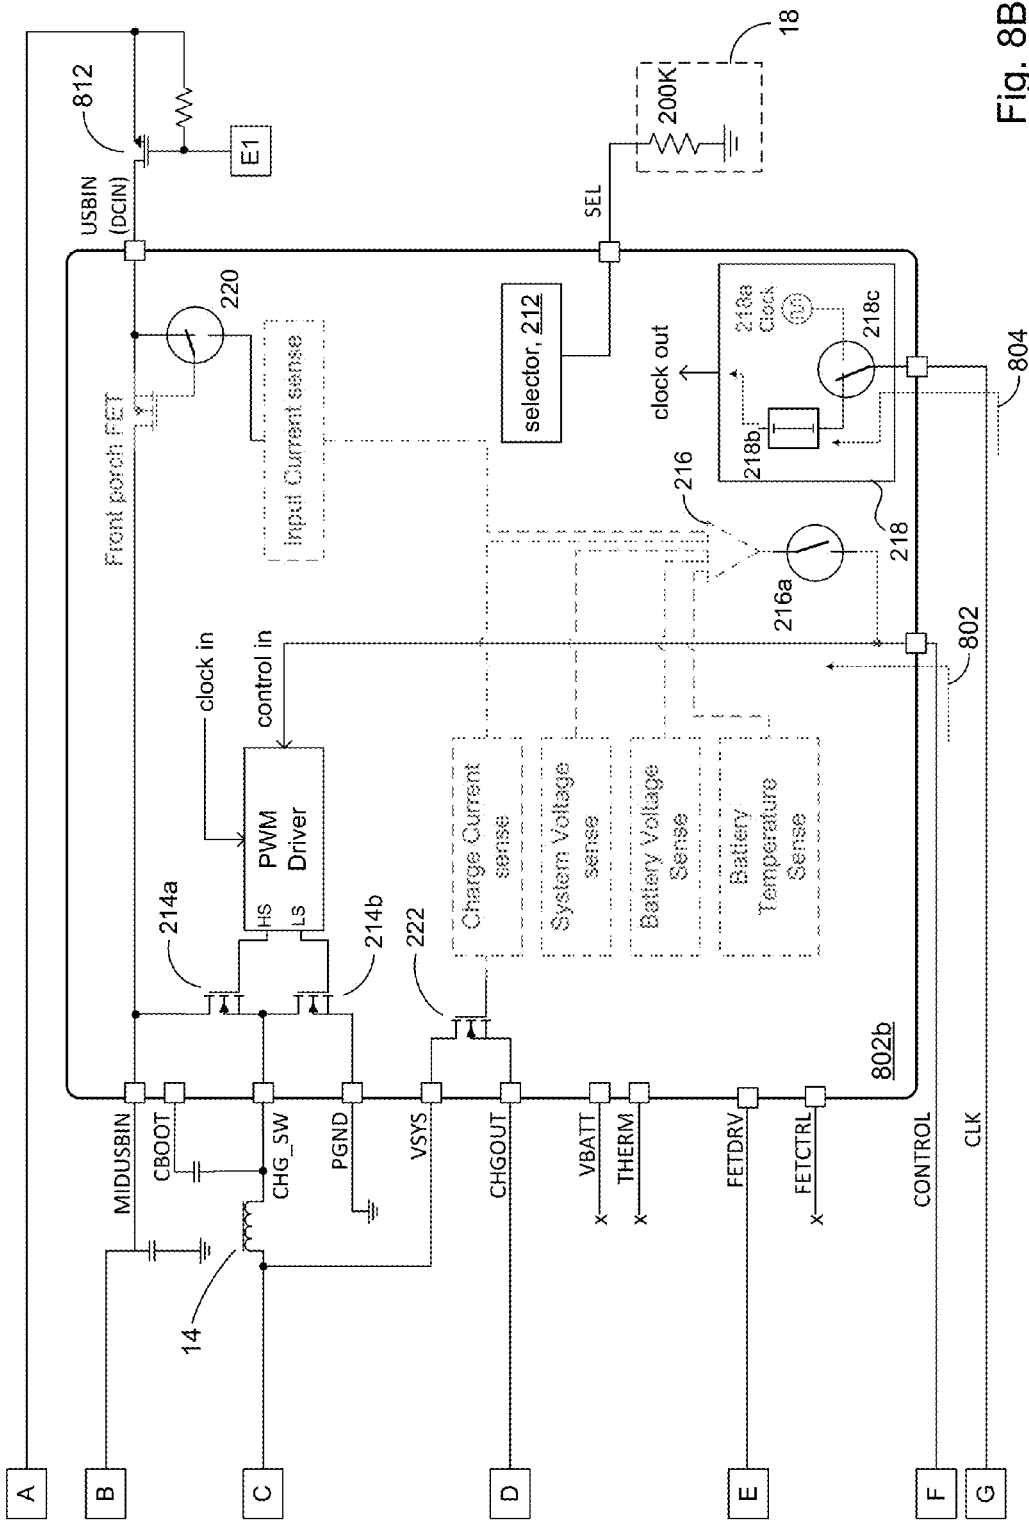 A
B
C
D
E
F
G
812
E1
USBIN
(DCIN)
SEL
200K
18
Fig. 8B
220
Front porch FET
Input Current sense
selector, 212
clock out
218a
Clock
218b
218c
218
804
216
216a
802
clock in
control in
PWM
Driver
HS
LS
214a
214b
222
Charge Current
sense
System Voltage
sense
Battery Voltage
Sense
Battery
Temperature
Sense
802b
MIDUSBIN
CBOOT
CHG_SW
PGND
VSYS
CHGOUT
VBATT
THERM
FETDRV
FETCTRL
CONTROL
CLK
14
x
x
x